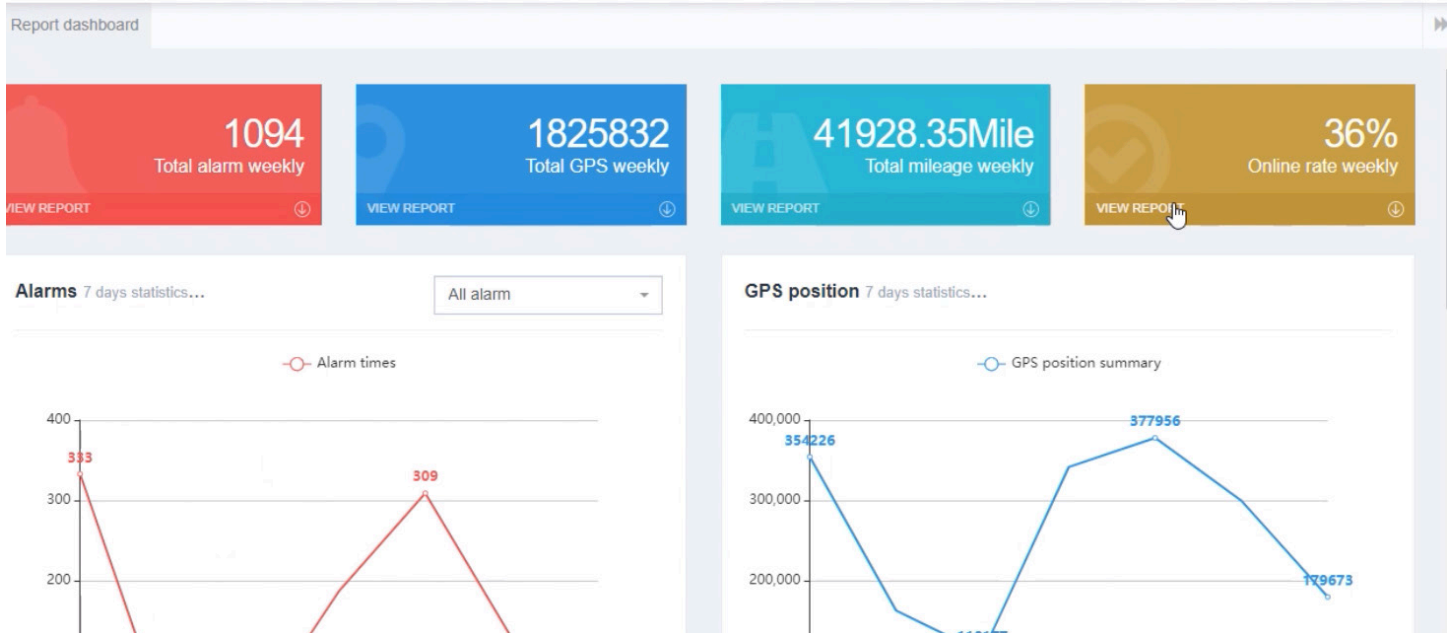 Report dashboard
1094
Total alarm weekly
VIEW REPORT
1825832
Total GPS weekly
VIEW REPORT
41928.35Mile
Total mileage weekly
VIEW REPORT
36%
Online rate weekly
VIEW REPORT
Alarms 7 days statistics...
All alarm
Alarm times
400
333
309
300
200
GPS position 7 days statistics...
GPS position summary
400,000
377956
354226
300,000
200,000
179673